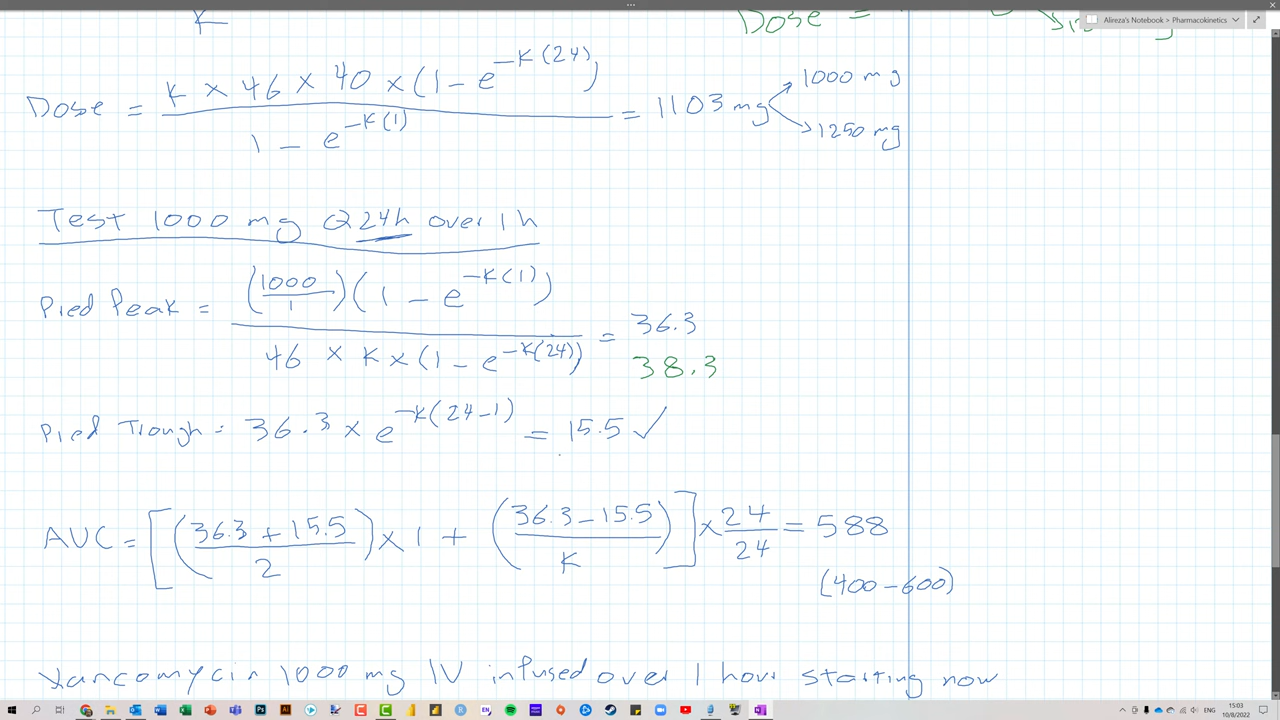 Alireza's Notebook > Pharmacokinetics
K
Dose =
Dose = K × 46 × 40 × (1 - e^-K(24)) / 1 - e^-K(1) = 1103 mg
1000 mg
1250 mg
Test 1000 mg Q24h over 1h
Pred Peak = (1000/1)(1 - e^-K(1)) / 46 × K × (1 - e^-K(24)) = 36.3
38.3
Pred Trough = 36.3 × e^-K(24-1) = 15.5 ✓
AUC = [(36.3 + 15.5 / 2) × 1 + (36.3 - 15.5 / K)] × 24/24 = 588
(400-600)
Vancomycin 1000 mg IV infused over 1 hour starting now
ENG
15:03
10/8/2022